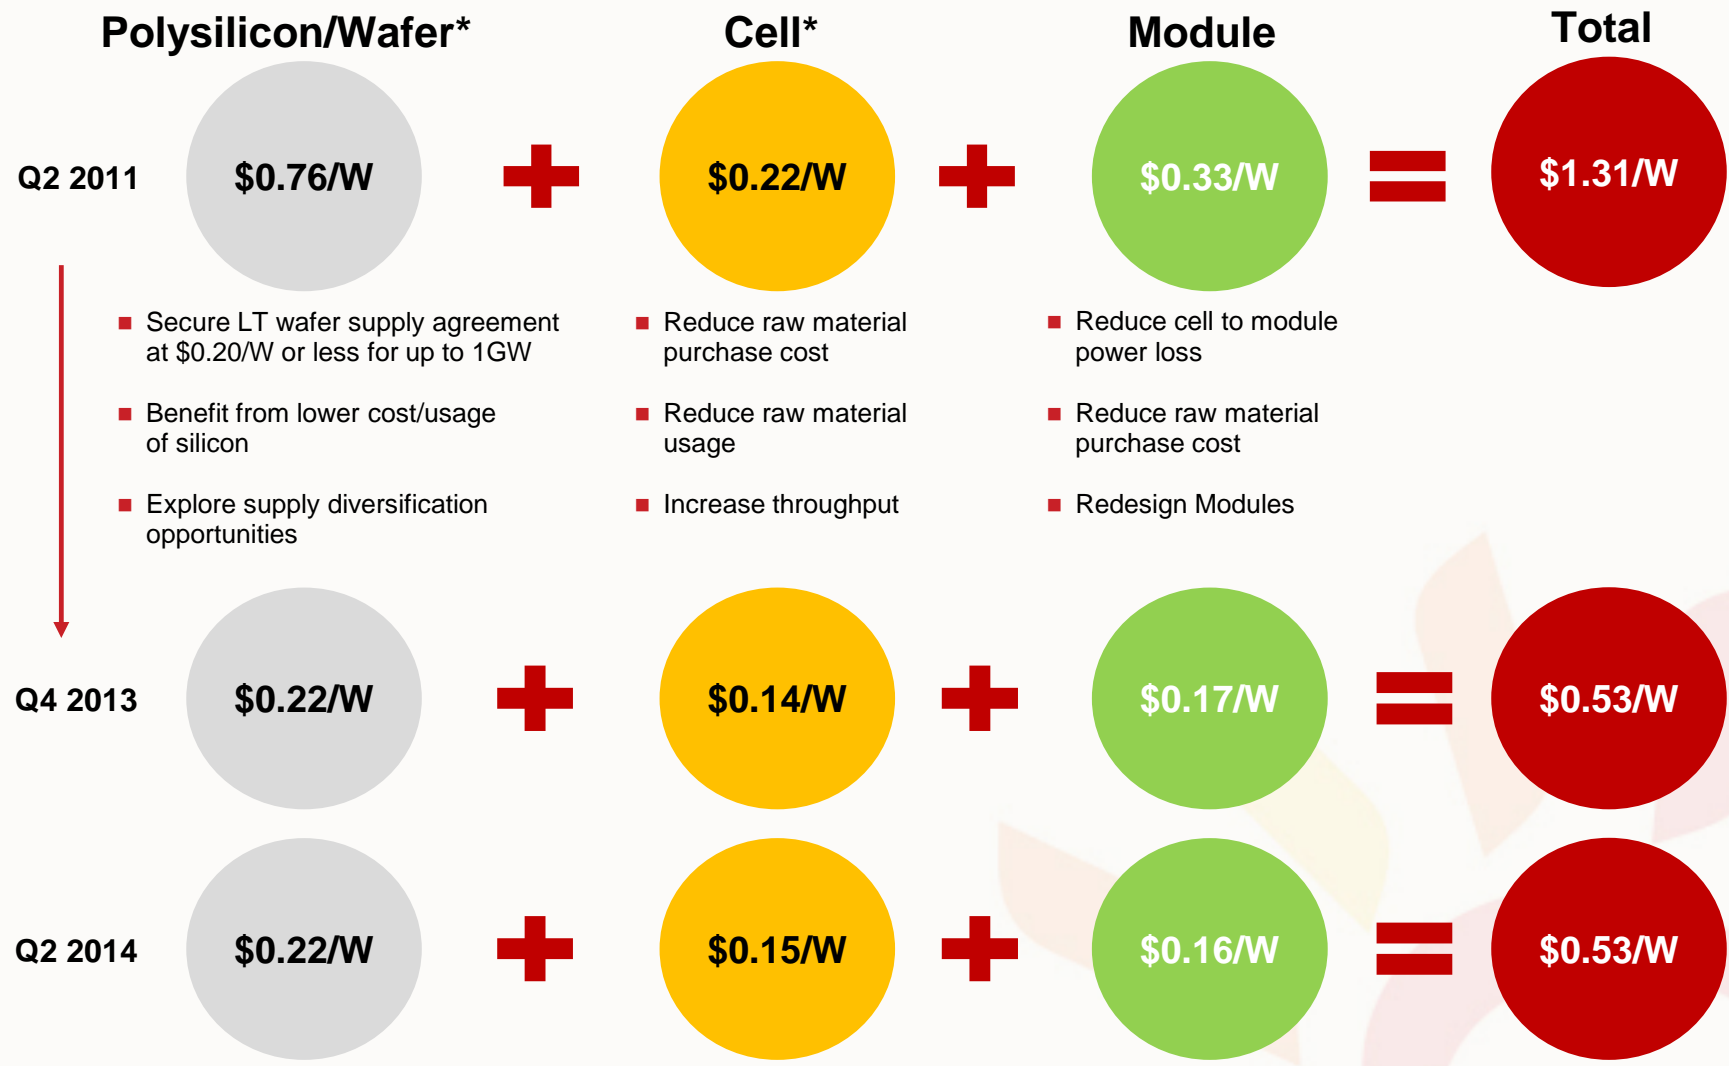 Polysilicon/Wafer*
Cell*
Module
Total
Q2 2011
$0.76/W
$0.22/W
$0.33/W
$1.31/W
Secure LT wafer supply agreement
at $0.20/W or less for up to 1GW
Benefit from lower cost/usage
of silicon
Explore supply diversification
opportunities
Reduce raw material
purchase cost
Reduce raw material
usage
Increase throughput
Reduce cell to module
power loss
Reduce raw material
purchase cost
Redesign Modules
Q4 2013
$0.22/W
$0.14/W
$0.17/W
$0.53/W
Q2 2014
$0.22/W
$0.15/W
$0.16/W
$0.53/W